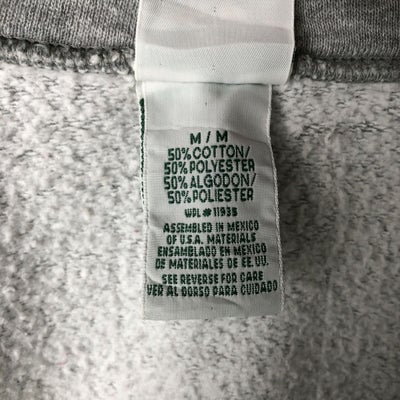 M / M
50% COTTON/
50% POLYESTER
50% ALGODON/
50% POLIESTER
WPL # 11935
ASSEMBLED IN MEXICO
OF U.S.A. MATERIALS
ENSAMBLADO EN MEXICO
DE MATERIALES DE EE. UU.
SEE REVERSE FOR CARE
VER AL DORSO PARA CUIDADO